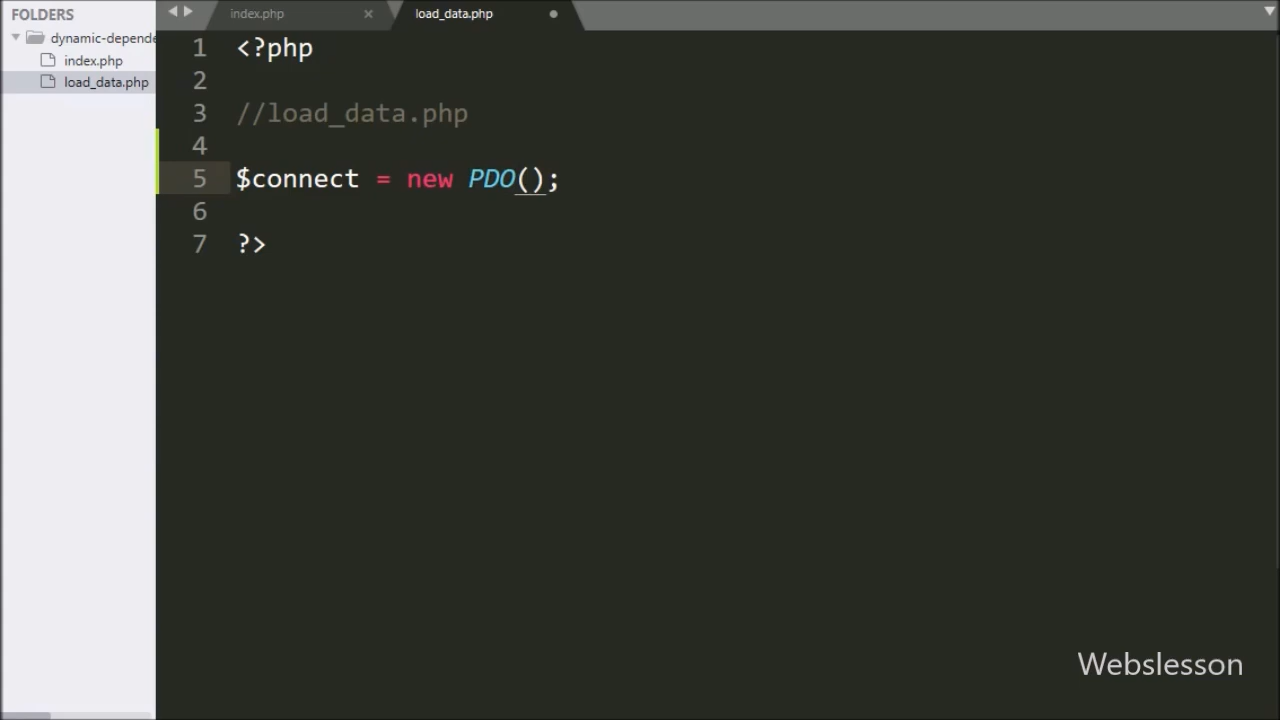 FOLDERS
dynamic-depende
index.php
load_data.php
index.php ×
load_data.php
1 <?php
2
3 //load_data.php
4
5 $connect = new PDO();
6
7 ?>
Webslesson